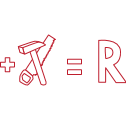 + = R